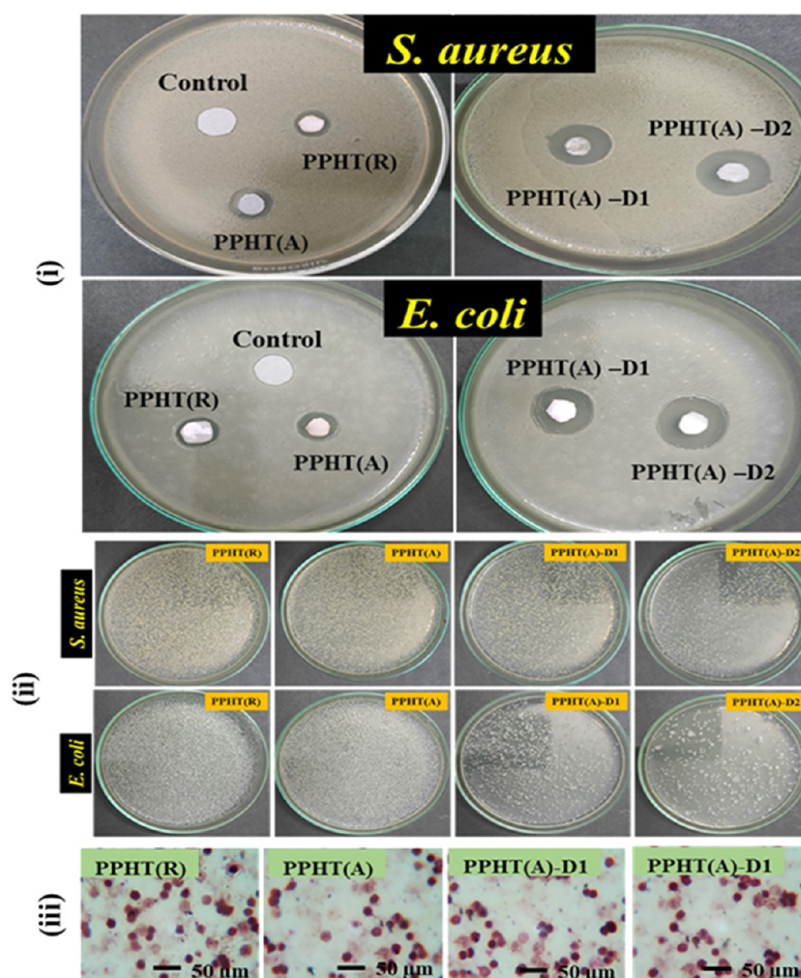 (i)
S. aureus
Control
PPHT(R)
PPHT(A)
PPHT(A) –D2
PPHT(A) –D1
E. coli
Control
PPHT(R)
PPHT(A)
PPHT(A) –D1
PPHT(A) –D2
(ii)
S. aureus
PPHT(R)
PPHT(A)
PPHT(A)-D1
PPHT(A)-D2
E. coli
PPHT(R)
PPHT(A)
PPHT(A)-D1
PPHT(A)-D2
(iii)
PPHT(R)
PPHT(A)
PPHT(A)-D1
PPHT(A)-D1
50 µm
50 µm
50 µm
50 µm